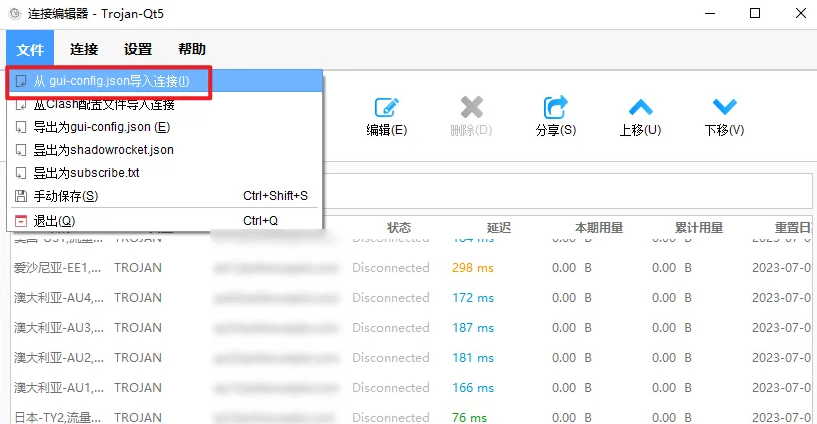 连接编辑器 - Trojan-Qt5
文件 连接 设置 帮助
从 gui-config.json导入连接(I)
从Clash配置文件导入连接
导出为gui-config.json (E)
导出为shadowrocket.json
导出为subscribe.txt
手动保存(S) Ctrl+Shift+S
退出(Q) Ctrl+Q
编辑(E) 删除(D) 分享(S) 上移(U) 下移(V)
状态 延迟 本期用量 累计用量 重置日
美国-US1,流量... TROJAN Disconnected 184 ms 0.00 B 0.00 B 2023-07-0
爱沙尼亚-EE1,... TROJAN Disconnected 298 ms 0.00 B 0.00 B 2023-07-0
澳大利亚-AU4,... TROJAN Disconnected 172 ms 0.00 B 0.00 B 2023-07-0
澳大利亚-AU3,... TROJAN Disconnected 187 ms 0.00 B 0.00 B 2023-07-0
澳大利亚-AU2,... TROJAN Disconnected 181 ms 0.00 B 0.00 B 2023-07-0
澳大利亚-AU1,... TROJAN Disconnected 166 ms 0.00 B 0.00 B 2023-07-0
日本-TY2,流量... TROJAN Disconnected 76 ms 0.00 B 0.00 B 2023-07-0